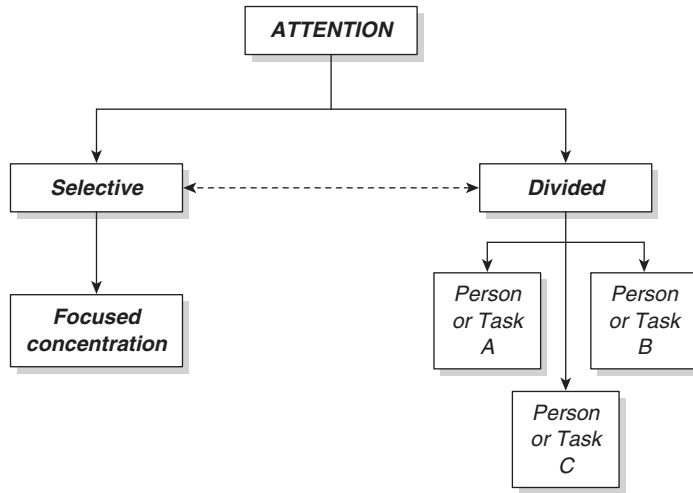 ATTENTION
Selective
Divided
Focused
concentration
Person
or Task
A
Person
or Task
B
Person
or Task
C